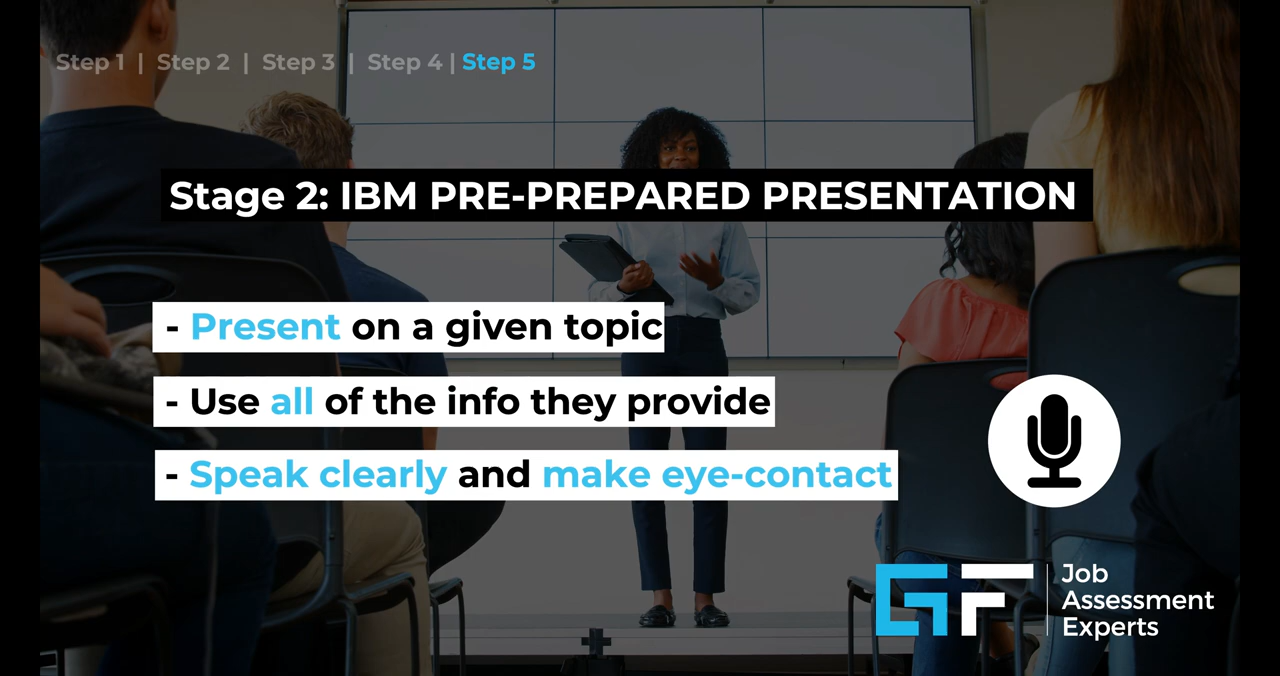 Step 1 | Step 2 | Step 3 | Step 4 | Step 5
Stage 2: IBM PRE-PREPARED PRESENTATION
- Present on a given topic
- Use all of the info they provide
- Speak clearly and make eye-contact
GF
Job
Assessment
Experts